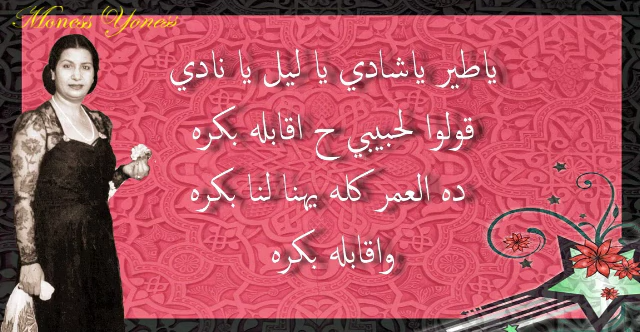 Moness Yoness
ياطير ياشادي يا ليل يا نادي
قولوا لحبيبي ح اقابله بكره
ده العمر كله يهنا لنا بكره
واقابله بكره